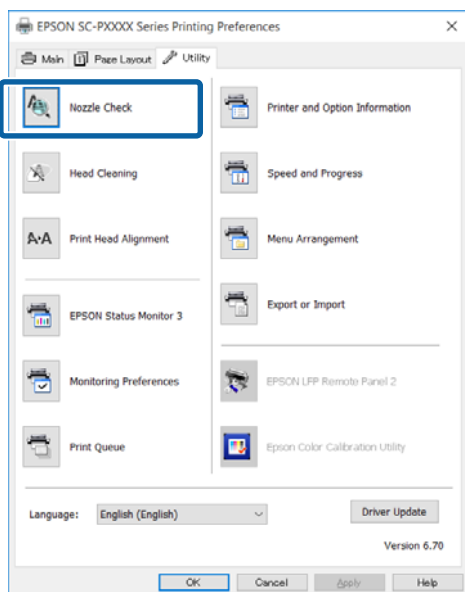 EPSON SC-PXXXX Series Printing Preferences
Main
Page Layout
Utility
Nozzle Check
Printer and Option Information
Head Cleaning
Speed and Progress
A·A
Print Head Alignment
Menu Arrangement
EPSON Status Monitor 3
Export or Import
Monitoring Preferences
EPSON LFP Remote Panel 2
Print Queue
Epson Color Calibration Utility
Language:
English (English)
Driver Update
Version 6.70
OK
Cancel
Apply
Help